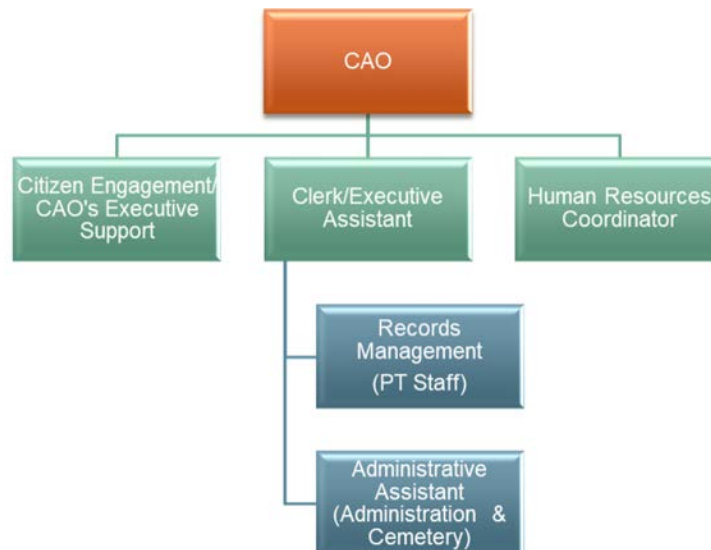 CAO
Citizen Engagement/
CAO's Executive
Support
Clerk/Executive
Assistant
Human Resources
Coordinator
Records
Management
(PT Staff)
Administrative
Assistant
(Administration &
Cemetery)